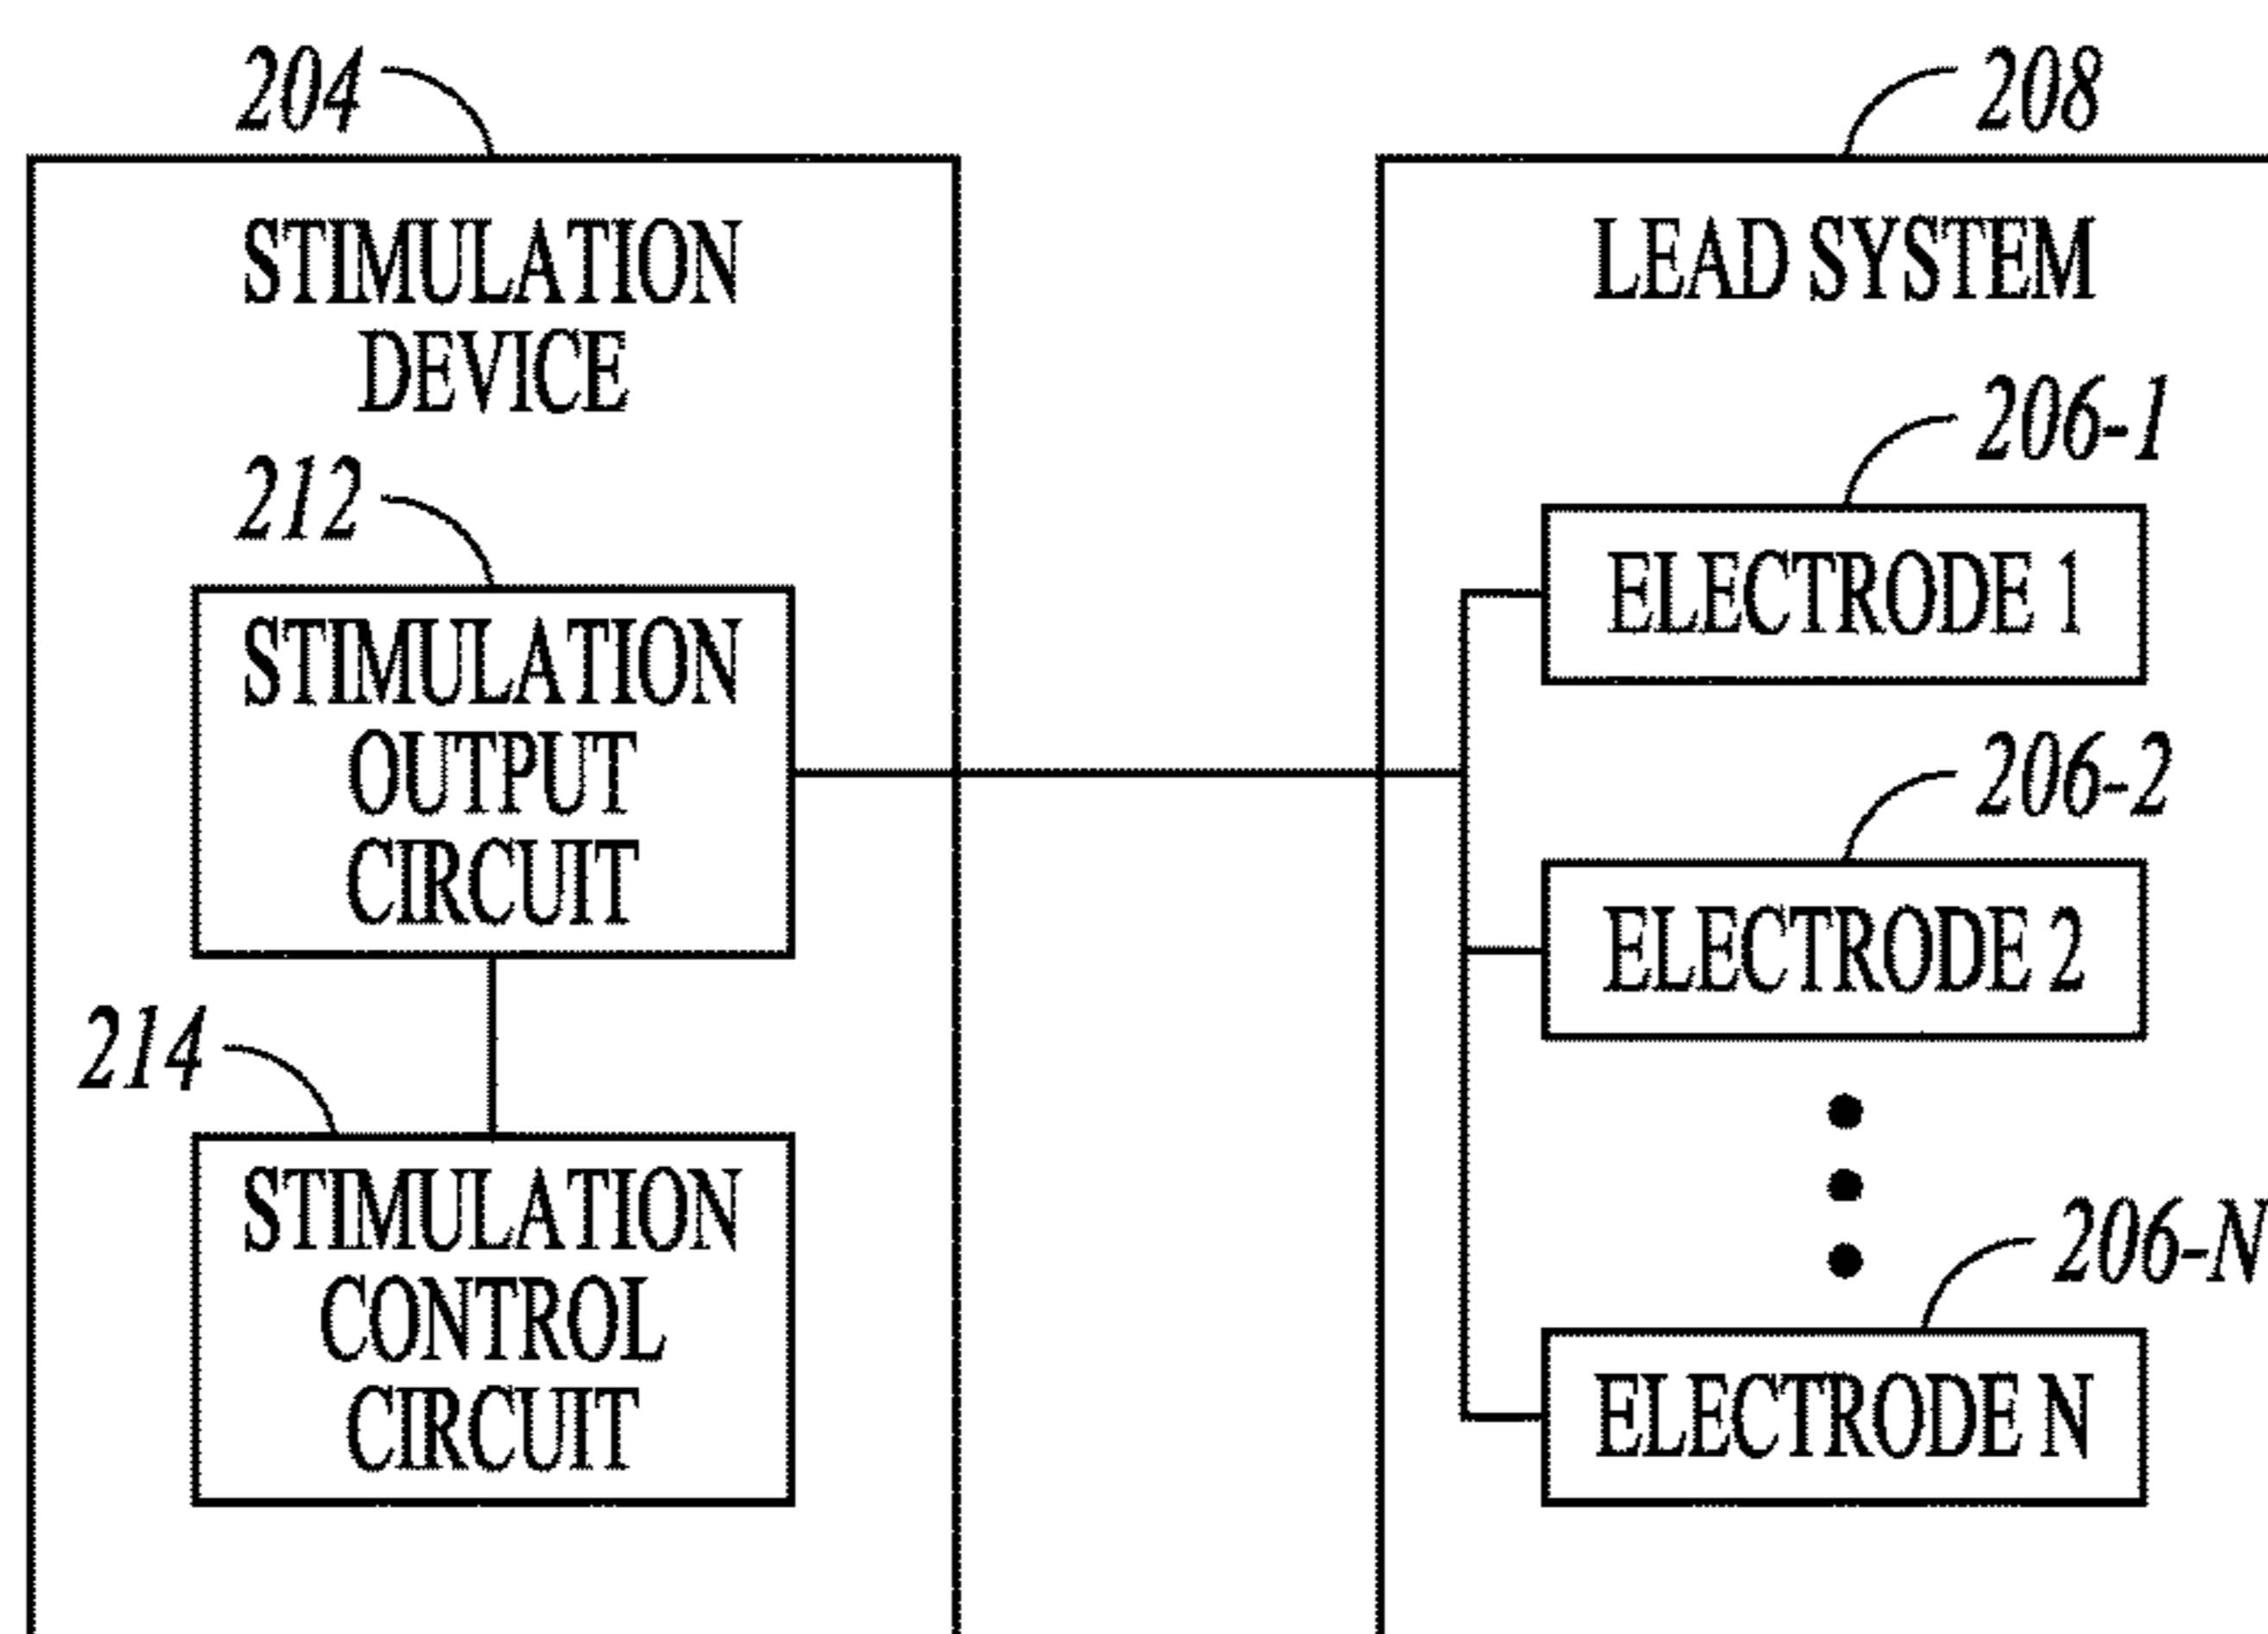 204
STIMULATION
DEVICE
212
STIMULATION
OUTPUT
CIRCUIT
214
STIMULATION
CONTROL
CIRCUIT
208
LEAD SYSTEM
206-1
ELECTRODE 1
206-2
ELECTRODE 2
206-N
ELECTRODE N